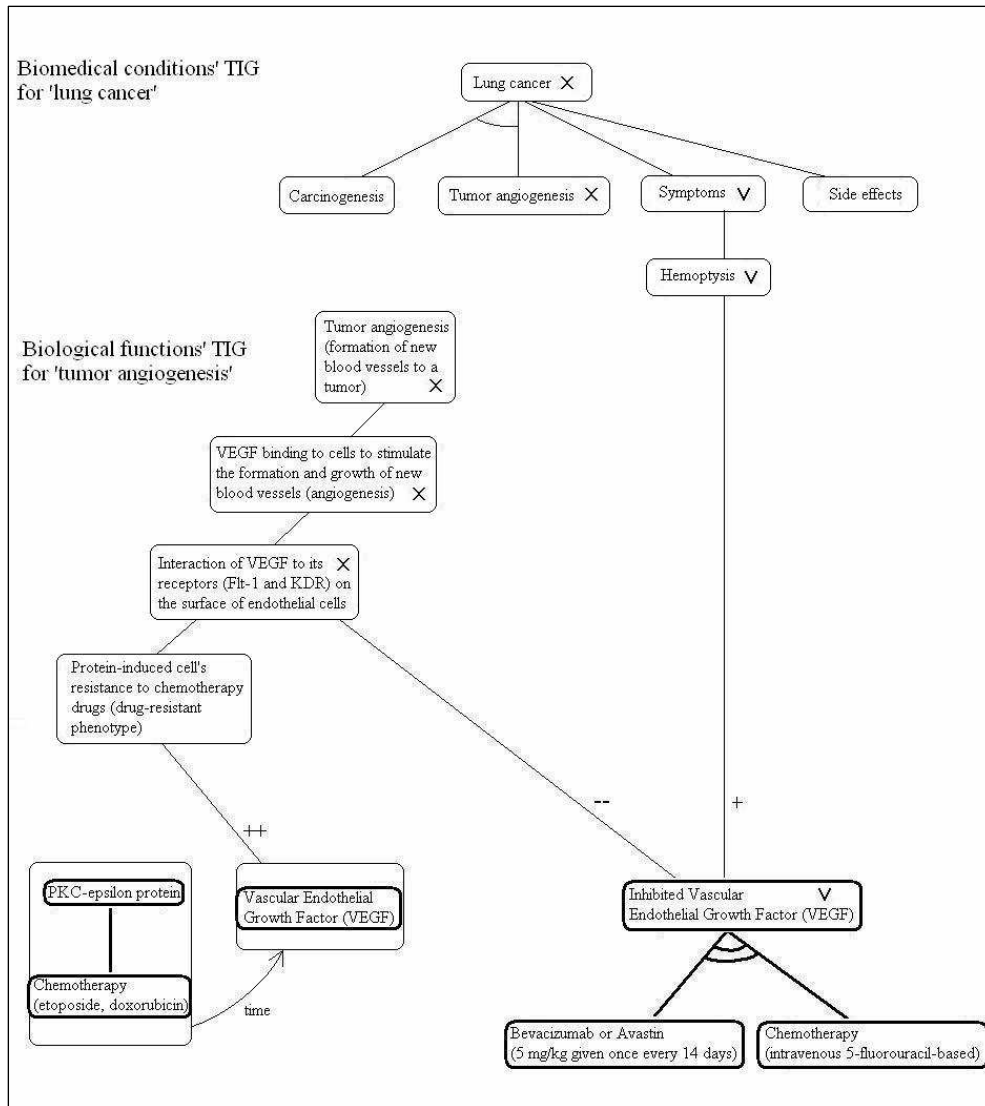 Biomedical conditions' TIG
for 'lung cancer'
Lung cancer X
Carcinogenesis
Tumor angiogenesis X
Symptoms V
Side effects
Hemoptysis V
Biological functions' TIG
for 'tumor angiogenesis'
Tumor angiogenesis
(formation of new
blood vessels to a
tumor) X
VEGF binding to cells to stimulate
the formation and growth of new
blood vessels (angiogenesis) X
Interaction of VEGF to its X
receptors (Flt-1 and KDR) on
the surface of endothelial cells
Protein-induced cell's
resistance to chemotherapy
drugs (drug-resistant
phenotype)
++
--
+
PKC-epsilon protein
Chemotherapy
(etoposide, doxorubicin)
time
Vascular Endothelial
Growth Factor (VEGF)
Inhibited Vascular V
Endothelial Growth Factor (VEGF)
Bevacizumab or Avastin
(5 mg/kg given once every 14 days)
Chemotherapy
(intravenous 5-fluorouracil-based)